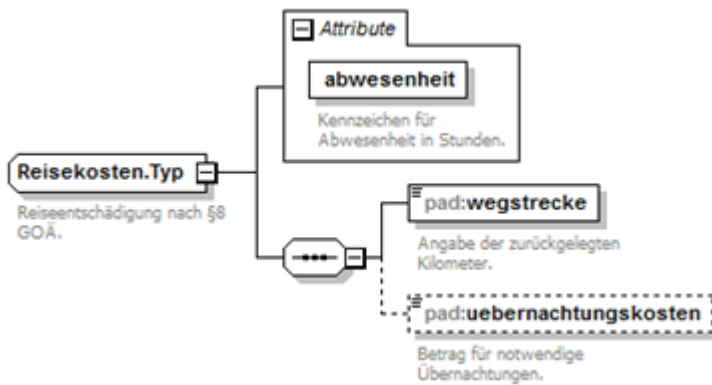 Attribute
abwesenheit
Kennzeichen für
Abwesenheit in Stunden.
Reisekosten.Typ
Reiseentschädigung nach §8
GOÄ.
pad:wegstrecke
Angabe der zurückgelegten
Kilometer.
pad:uebernachtungskosten
Betrag für notwendige
Übernachtungen.